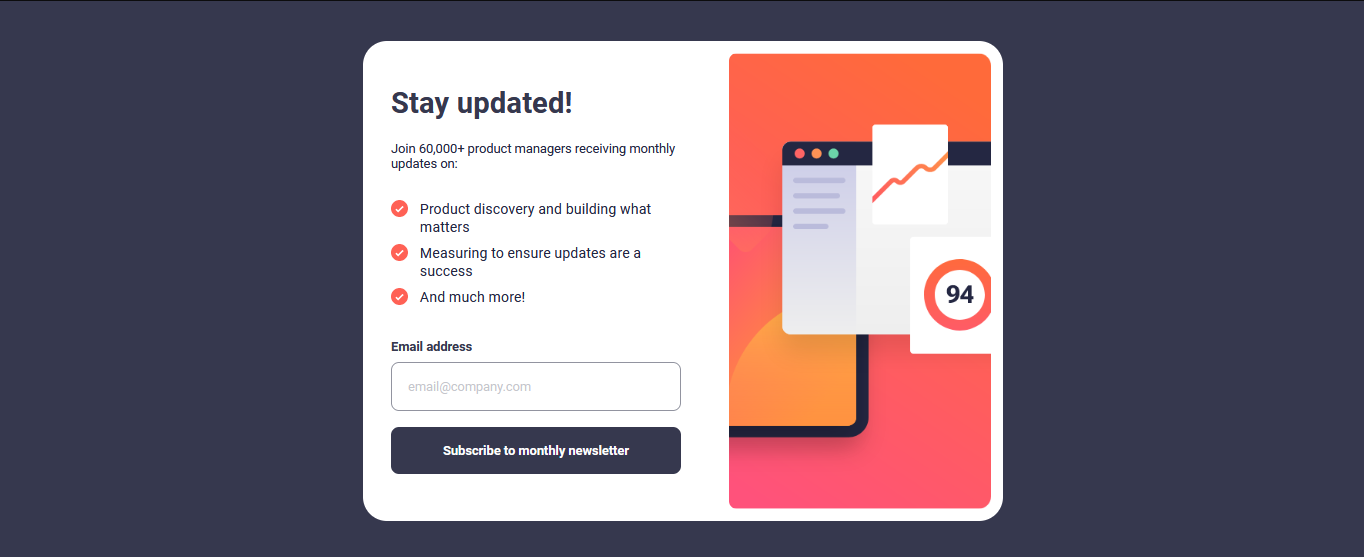 Stay updated!
Join 60,000+ product managers receiving monthly
updates on:
Product discovery and building what
matters
Measuring to ensure updates are a
success
And much more!
Email address
email@company.com
Subscribe to monthly newsletter
94